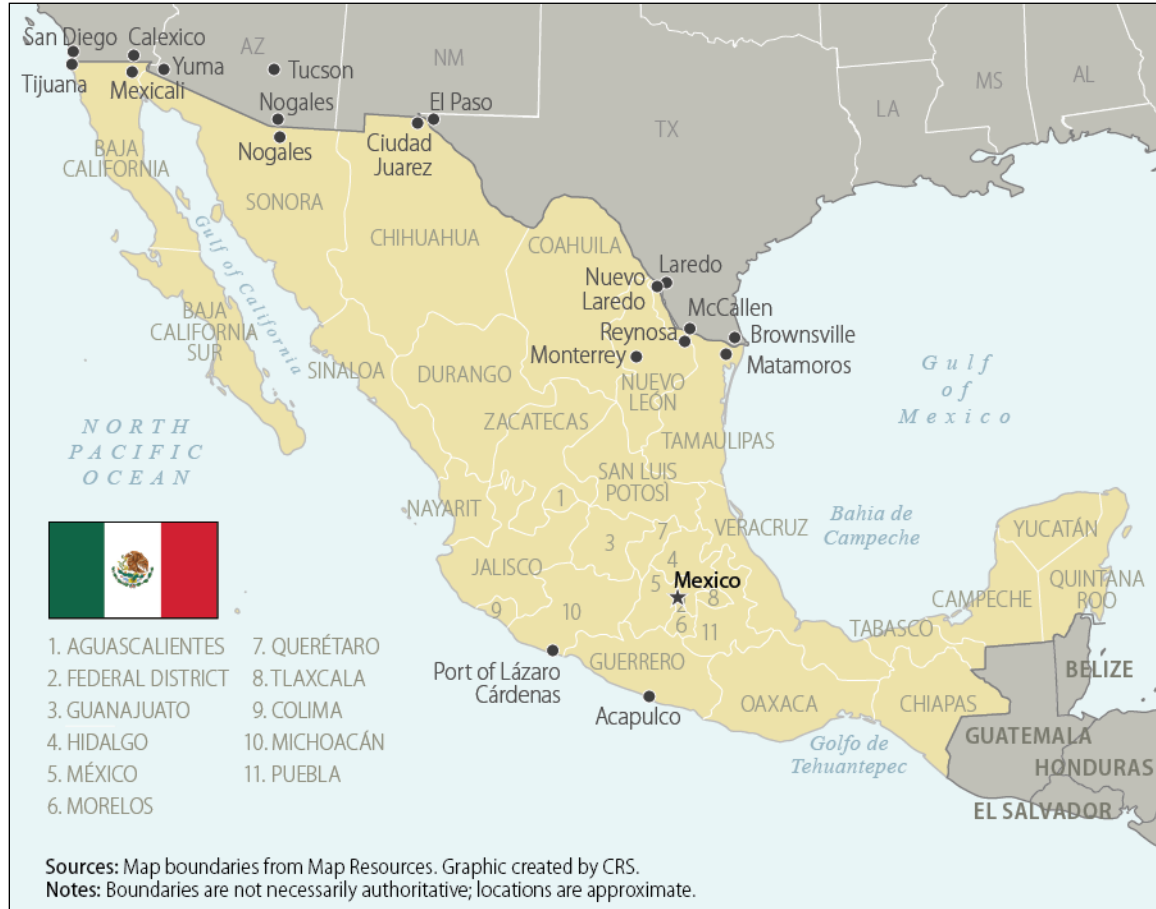 San Diego
Calexico
AZ
NM
Tijuana
Mexicali
Yuma
Tucson
Nogales
El Paso
TX
LA
MS
AL
Nogales
Ciudad
Juarez
BAJA
CALIFORNIA
SONORA
CHIHUAHUA
COAHUILA
Gulf of California
Nuevo
Laredo
Laredo
McCallen
Reynosa
Brownsville
Monterrey
Matamoros
BAJA
CALIFORNIA
SUR
SINALOA
DURANGO
NUEVO
LEÓN
Gulf
of
Mexico
NORTH
PACIFIC
OCEAN
ZACATECAS
TAMAULIPAS
SAN LUIS
POTOSÌ
NAYARIT
1
VERACRUZ
Bahia de
Campeche
YUCATÁN
3
7
4
JALISCO
5
Mexico
2
8
6
11
9
10
CAMPECHE
QUINTANA
ROO
TABASCO
GUERRERO
Port of Lázaro
Cárdenas
Acapulco
OAXACA
CHIAPAS
BELIZE
Golfo de
Tehuantepec
GUATEMALA
HONDURAS
EL SALVADOR
1. AGUASCALIENTES
2. FEDERAL DISTRICT
3. GUANAJUATO
4. HIDALGO
5. MÉXICO
6. MORELOS
7. QUERÉTARO
8. TLAXCALA
9. COLIMA
10. MICHOACÁN
11. PUEBLA
Sources: Map boundaries from Map Resources. Graphic created by CRS.
Notes: Boundaries are not necessarily authoritative; locations are approximate.